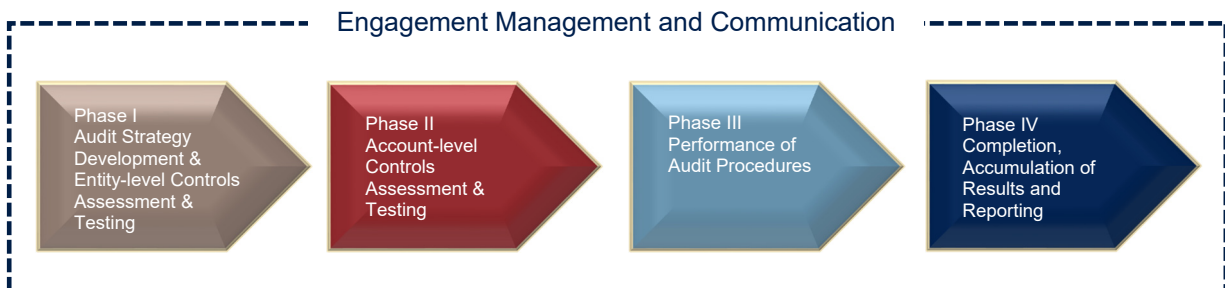 Engagement Management and Communication
Phase I
Audit Strategy
Development &
Entity-level Controls
Assessment &
Testing
Phase II
Account-level
Controls
Assessment &
Testing
Phase III
Performance of
Audit Procedures
Phase IV
Completion,
Accumulation of
Results and
Reporting